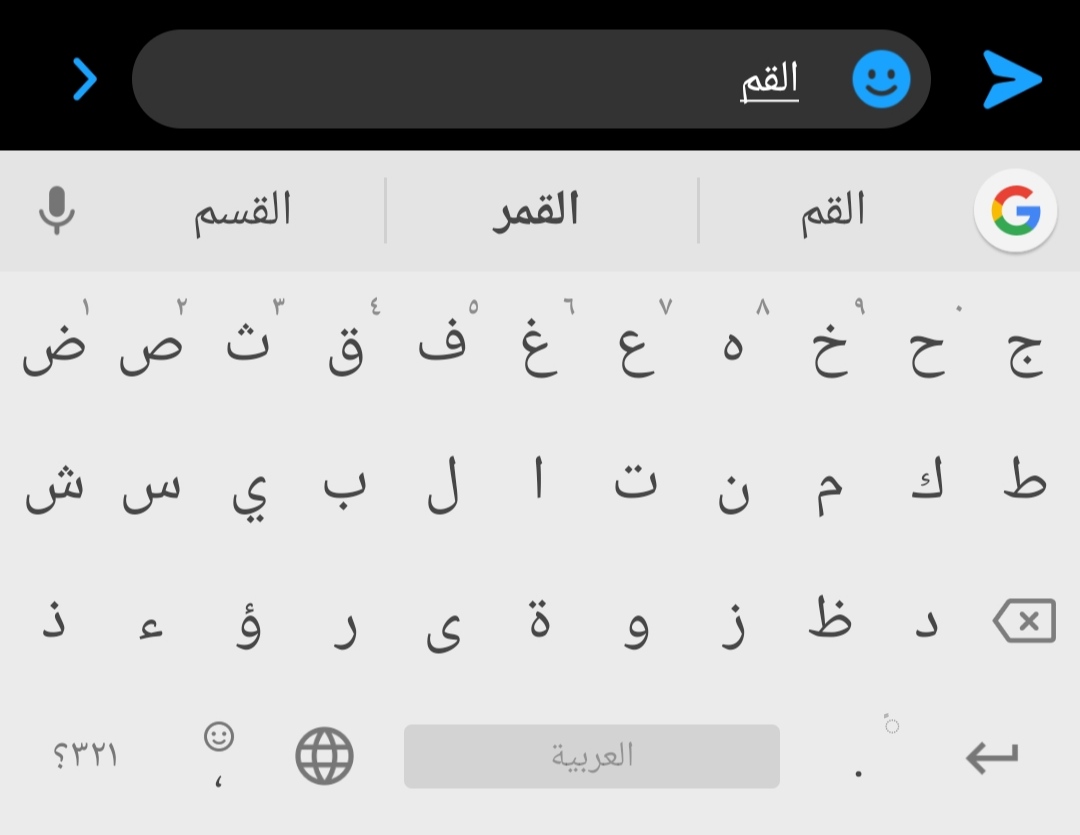 القم
القم القمر القسم
١ ٢ ٣ ٤ ٥ ٦ ٧ ٨ ٩ ٠
ض ص ث ق ف غ ع ه خ ح ج
ش س ي ب ل ا ت ن م ك ط
ذ ء ؤ ر ى ة و ز ظ د
؟٣٢١ ، العربية .